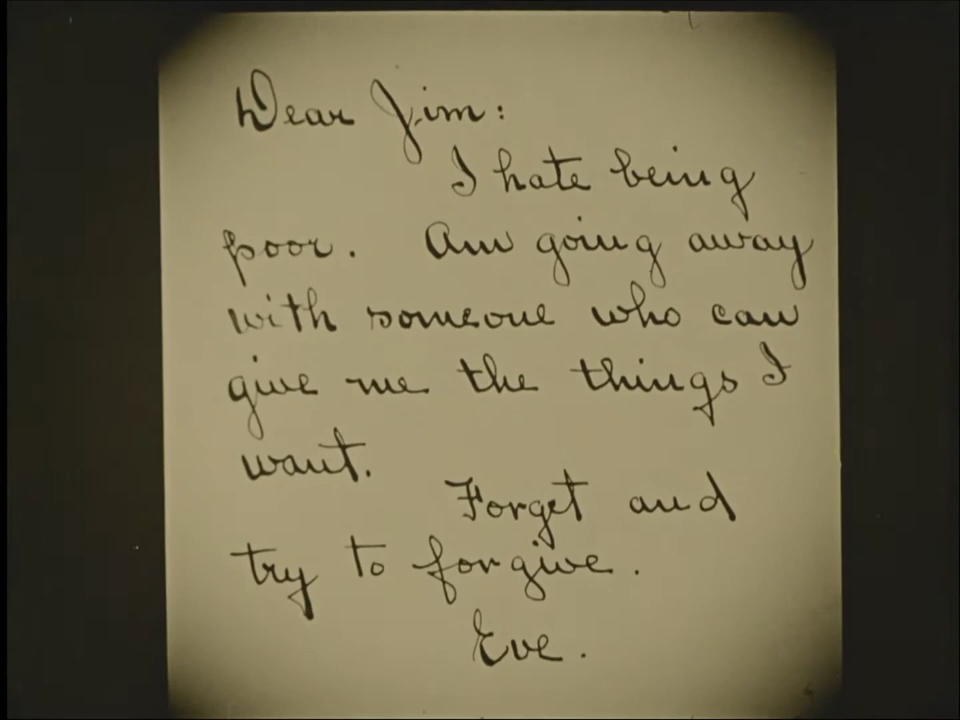 Dear Jim:
I hate being
poor. Am going away
with someone who can
give me the things I
want.
Forget and
try to forgive.
Eve.